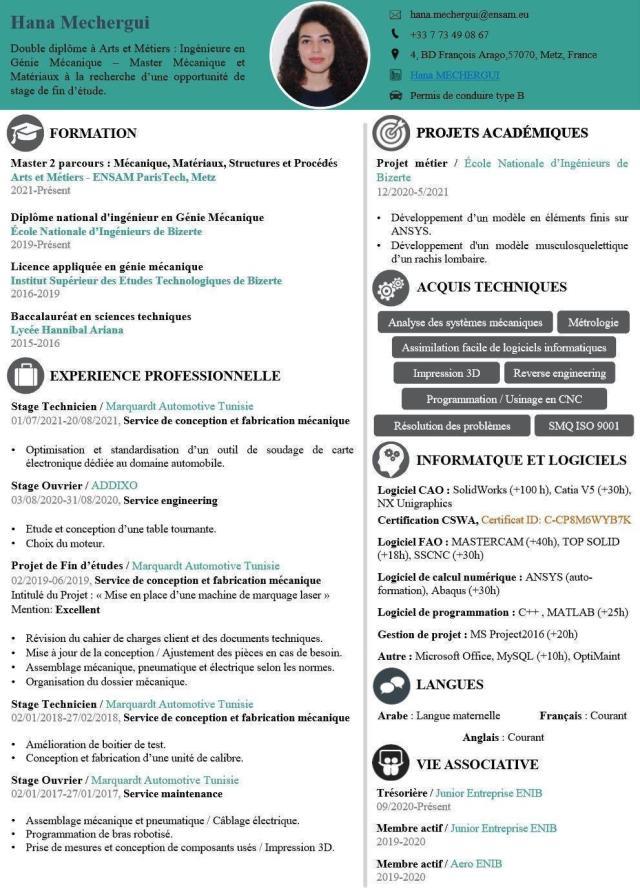 Hana Mechergui
Double diplôme à Arts et Métiers : Ingénieure en
Génie Mécanique – Master Mécanique et
Matériaux à la recherche d'une opportunité de
stage de fin d'étude.
hana.mechergui@ensam.eu
+33 7 73 49 08 67
4, BD François Arago,57070, Metz, France
Hana MECHERGUI
Permis de conduire type B
FORMATION
Master 2 parcours : Mécanique, Matériaux, Structures et Procédés
Arts et Métiers - ENSAM ParisTech, Metz
2021-Présent
Diplôme national d'ingénieur en Génie Mécanique
École Nationale d'Ingénieurs de Bizerte
2019-Présent
Licence appliquée en génie mécanique
Institut Supérieur des Etudes Technologiques de Bizerte
2016-2019
Baccalauréat en sciences techniques
Lycée Hannibal Ariana
2015-2016
EXPERIENCE PROFESSIONNELLE
Stage Technicien / Marquardt Automotive Tunisie
01/07/2021-20/08/2021, Service de conception et fabrication mécanique
• Optimisation et standardisation d'un outil de soudage de carte
électronique dédiée au domaine automobile.
Stage Ouvrier / ADDIXO
03/08/2020-31/08/2020, Service engineering
• Etude et conception d'une table tournante.
• Choix du moteur.
Projet de Fin d'études / Marquardt Automotive Tunisie
02/2019-06/2019, Service de conception et fabrication mécanique
Intitulé du Projet : « Mise en place d'une machine de marquage laser »
Mention: Excellent
• Révision du cahier de charges client et des documents techniques.
• Mise à jour de la conception / Ajustement des pièces en cas de besoin.
• Assemblage mécanique, pneumatique et électrique selon les normes.
• Organisation du dossier mécanique.
Stage Technicien / Marquardt Automotive Tunisie
02/01/2018-27/02/2018, Service de conception et fabrication mécanique
• Amélioration de boitier de test.
• Conception et fabrication d'une unité de calibre.
Stage Ouvrier / Marquardt Automotive Tunisie
02/01/2017-27/01/2017, Service maintenance
• Assemblage mécanique et pneumatique / Câblage électrique.
• Programmation de bras robotisé.
• Prise de mesures et conception de composants usés / Impression 3D.
PROJETS ACADÉMIQUES
Projet métier / École Nationale d'Ingénieurs de
Bizerte
12/2020-5/2021
• Développement d'un modèle en éléments finis sur
ANSYS.
• Développement d'un modèle musculosquelettique
d'un rachis lombaire.
ACQUIS TECHNIQUES
Analyse des systèmes mécaniques Métrologie
Assimilation facile de logiciels informatiques
Impression 3D Reverse engineering
Programmation / Usinage en CNC
Résolution des problèmes SMQ ISO 9001
INFORMATQUE ET LOGICIELS
Logiciel CAO : SolidWorks (+100 h), Catia V5 (+30h),
NX Unigraphics
Certification CSWA, Certificat ID: C-CP8M6WYB7K
Logiciel FAO : MASTERCAM (+40h), TOP SOLID
(+18h), SSCNC (+30h)
Logiciel de calcul numérique : ANSYS (auto-
formation), Abaqus (+30h)
Logiciel de programmation : C++ , MATLAB (+25h)
Gestion de projet : MS Project2016 (+20h)
Autre : Microsoft Office, MySQL (+10h), OptiMaint
LANGUES
Arabe : Langue maternelle Français : Courant
Anglais : Courant
VIE ASSOCIATIVE
Trésorière / Junior Entreprise ENIB
09/2020-Présent
Membre actif / Junior Entreprise ENIB
2019-2020
Membre actif / Aero ENIB
2019-2020